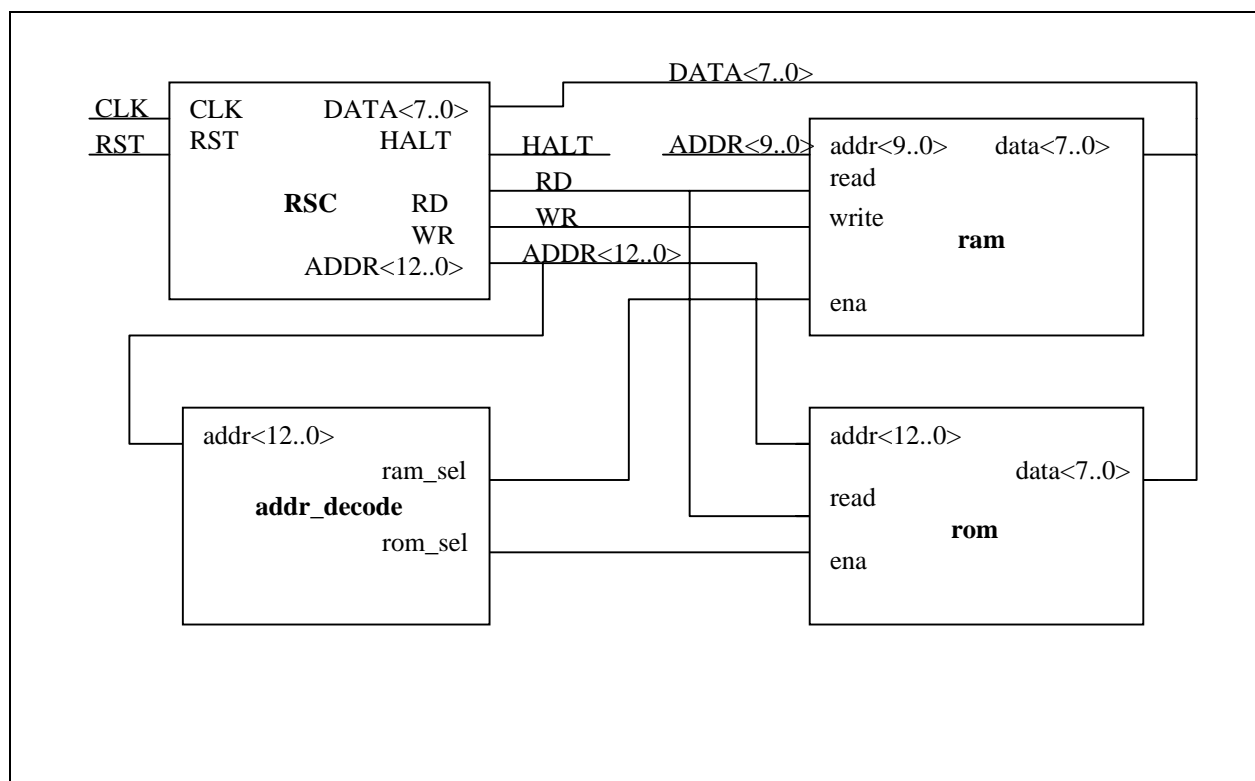 DATA<7..0>
CLK
CLK
DATA<7..0>
RST
RST
HALT
HALT
ADDR<9..0>
addr<9..0>
data<7..0>
RSC
RD
RD
read
WR
WR
write
ram
ADDR<12..0>
ADDR<12..0>
ena
addr<12..0>
ram_sel
addr_decode
rom_sel
addr<12..0>
data<7..0>
read
rom
ena